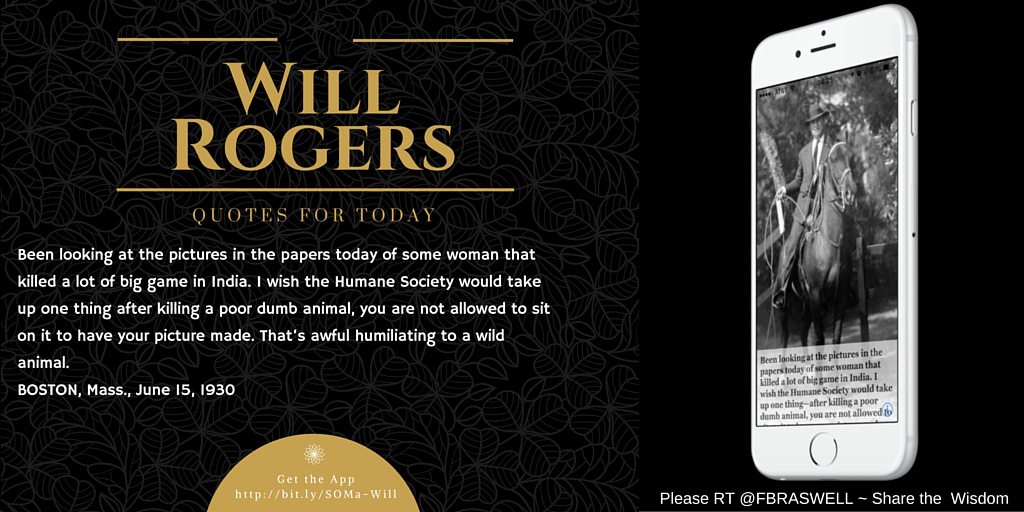 WILL
ROGERS
QUOTES FOR TODAY
Been looking at the pictures in the papers today of some woman that
killed a lot of big game in India. I wish the Humane Society would take
up one thing after killing a poor dumb animal, you are not allowed to sit
on it to have your picture made. That's awful humiliating to a wild
animal.
BOSTON, Mass., June 15, 1930
Get the App
http://bit.ly/SOMa-Will
AT&T
Been looking at the pictures in the
papers today of some woman that
killed a lot of big game in India. I
wish the Humane Society would take
up one thing—after killing a poor
dumb animal, you are not allowed to
Please RT @FBRASWELL ~ Share the Wisdom